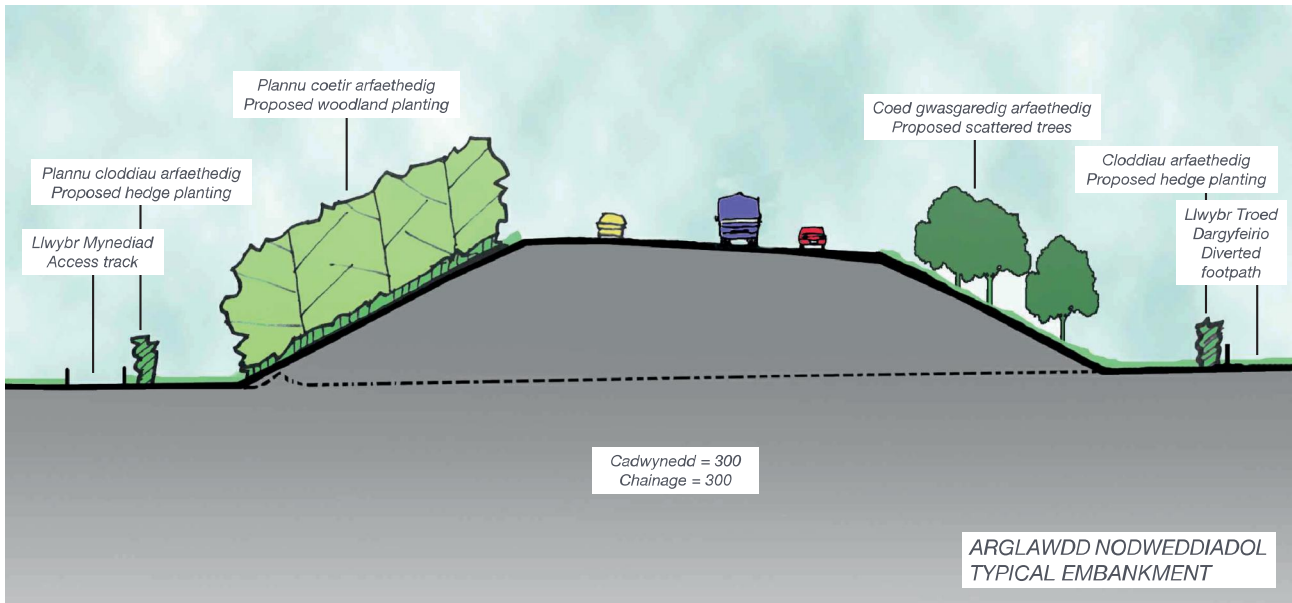 Plannu coetir arfaethedig
Proposed woodland planting
Coed gwasgaredig arfaethedig
Proposed scattered trees
Plannu cloddiau arfaethedig
Proposed hedge planting
Cloddiau arfaethedig
Proposed hedge planting
Llwybr Mynediad
Access track
Llwybr Troed
Dargyfeirio
Diverted
footpath
Cadwynedd = 300
Chainage = 300
ARGLAWDD NODWEDDIADOL
TYPICAL EMBANKMENT